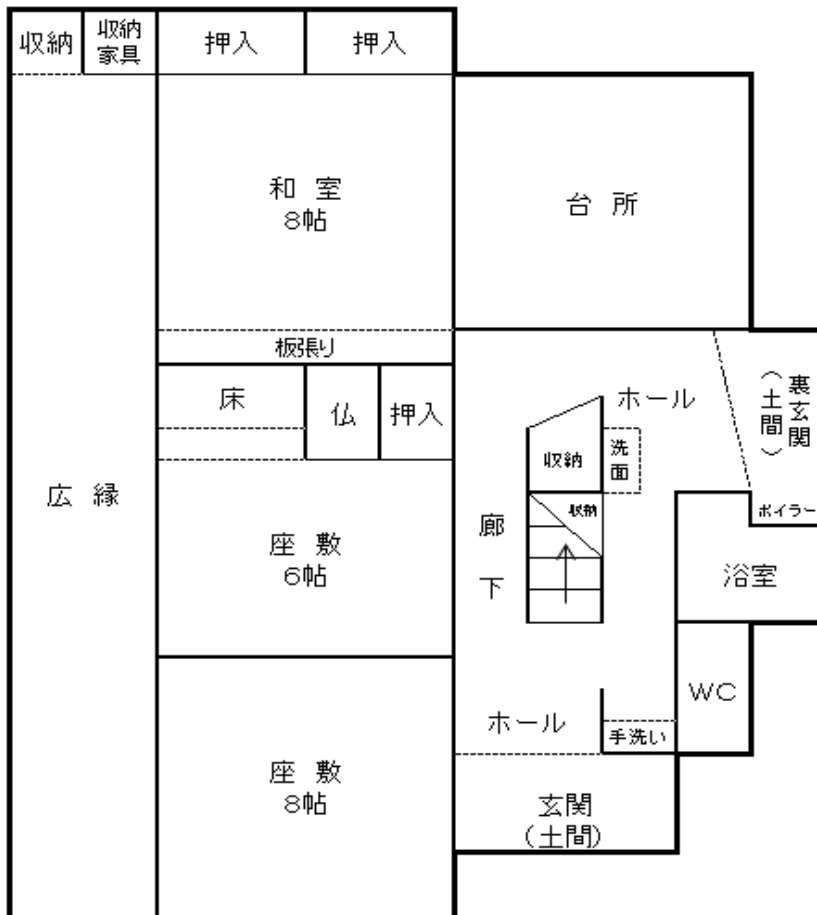 収納
収納
家具
押入
押入
和室
8帖
台所
板張り
床
仏
押入
ホール
裏玄関
(土間)
収納
洗面
広縁
収納
ボイラー
廊下
座敷
6帖
浴室
WC
ホール
手洗い
座敷
8帖
玄関
(土間)